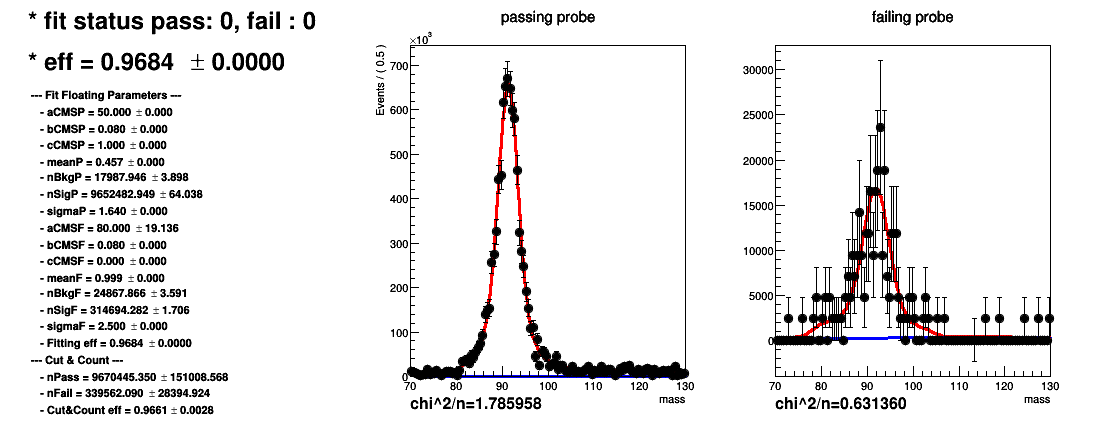 * fit status pass: 0, fail : 0
* eff = 0.9684 ± 0.0000
--- Fit Floating Parameters ---
- aCMSP = 50.000 ± 0.000
- bCMSP = 0.080 ± 0.000
- cCMSP = 1.000 ± 0.000
- meanP = 0.457 ± 0.000
- nBkgP = 17987.946 ± 3.898
- nSigP = 9652482.949 ± 64.038
- sigmaP = 1.640 ± 0.000
- aCMSF = 80.000 ± 19.136
- bCMSF = 0.080 ± 0.000
- cCMSF = 0.000 ± 0.000
- meanF = 0.999 ± 0.000
- nBkgF = 24867.866 ± 3.591
- nSigF = 314694.282 ± 1.706
- sigmaF = 2.500 ± 0.000
- Fitting eff = 0.9684 ± 0.0000
--- Cut & Count ---
- nPass = 9670445.350 ± 151008.568
- nFail = 339562.090 ± 28394.924
- Cut&Count eff = 0.9661 ± 0.0028
passing probe
×10³
Events / ( 0.5 )
700
600
500
400
300
200
100
0
70 80 90 100 110 120 130
mass
chi^2/n=1.785958
failing probe
30000
25000
20000
15000
10000
5000
0
70 80 90 100 110 120 130
mass
chi^2/n=0.631360